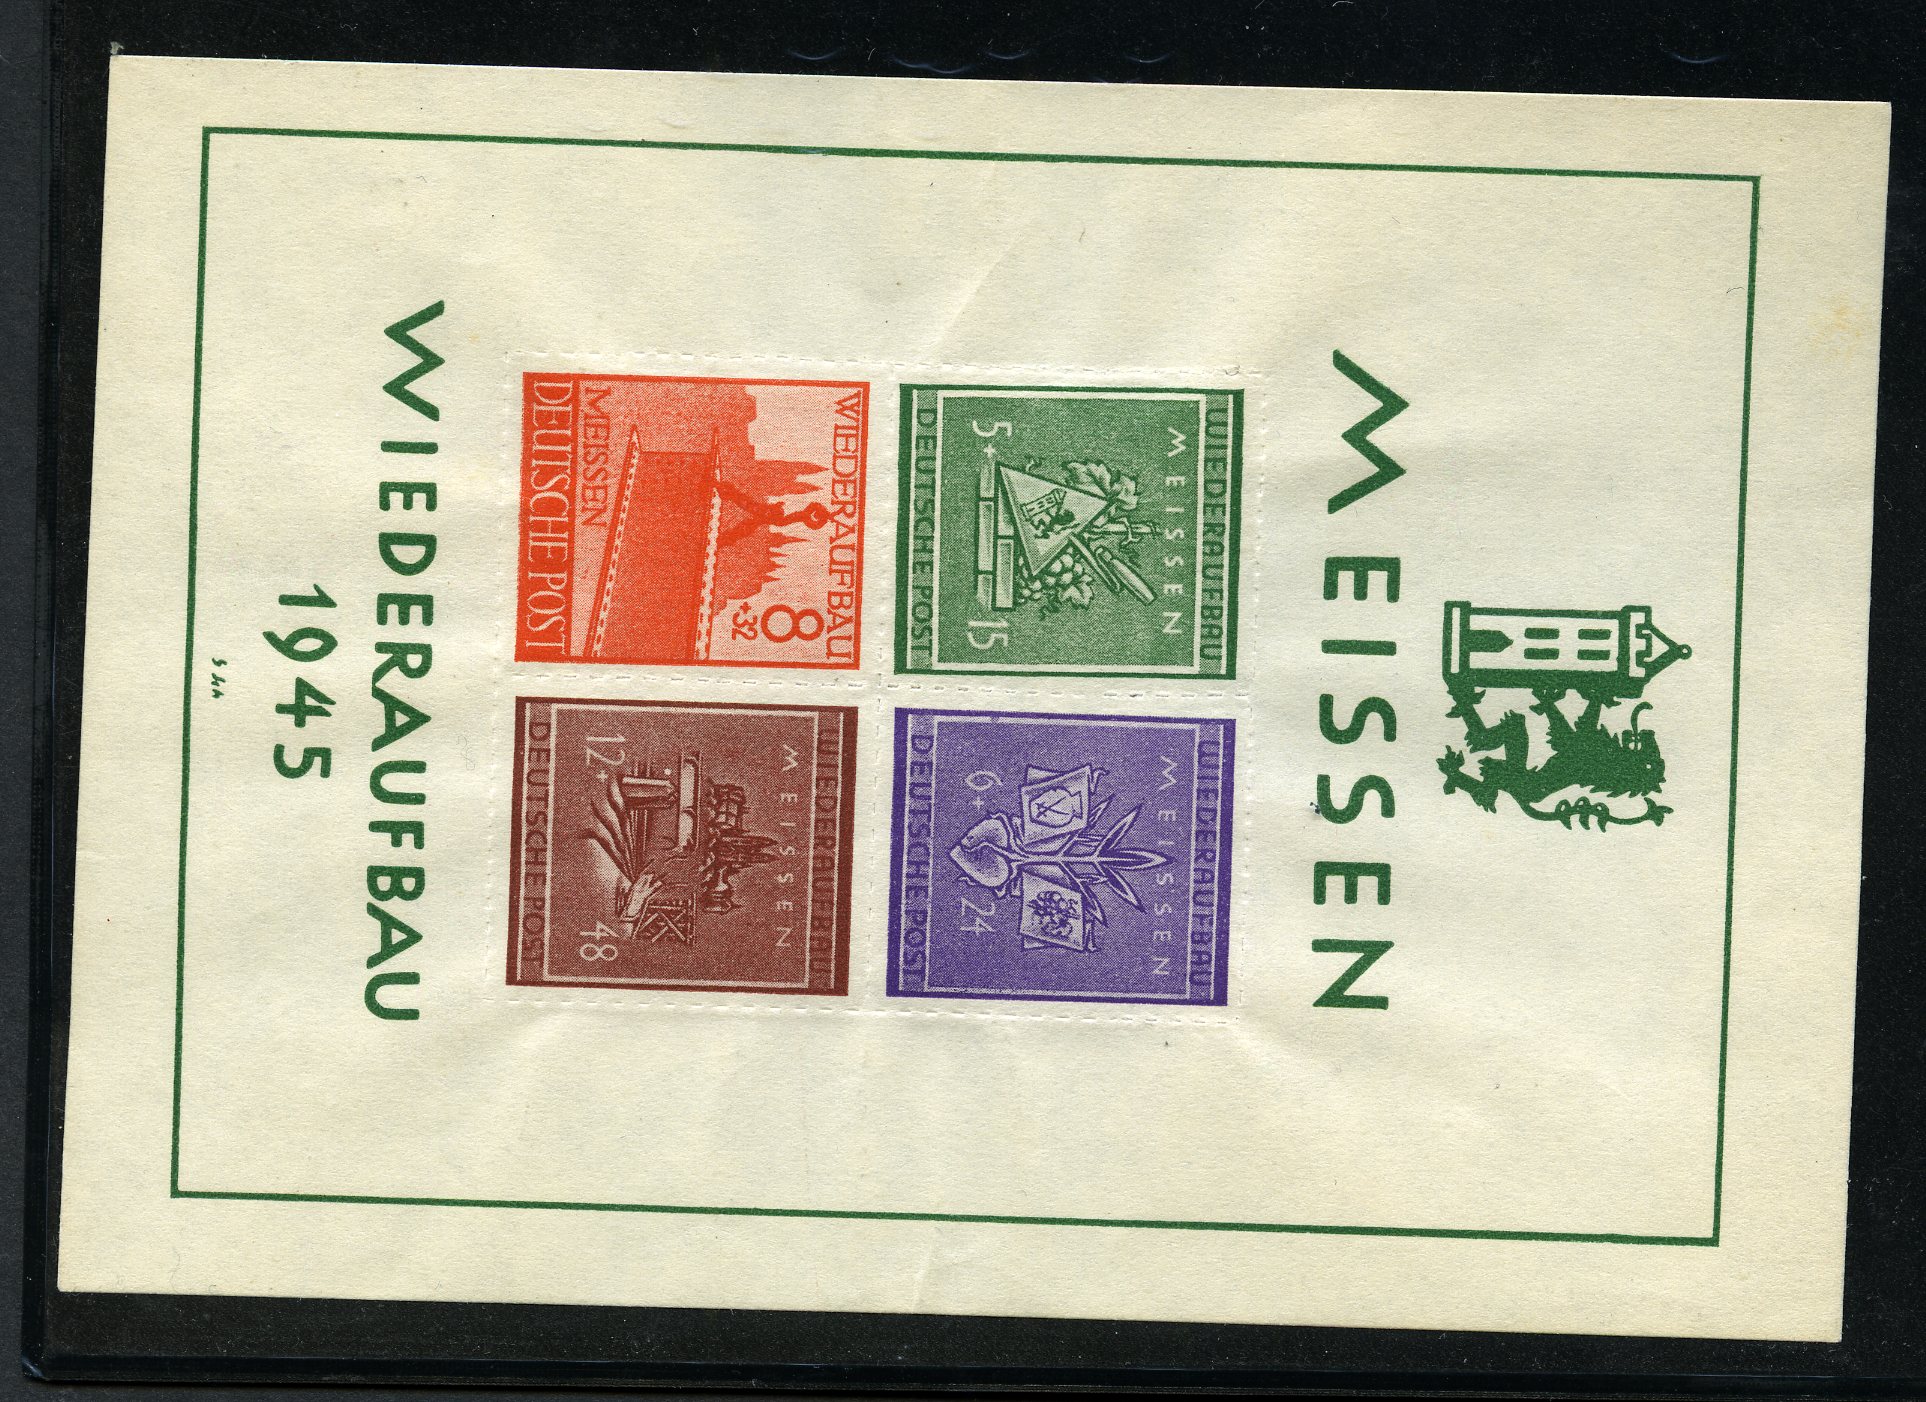 MEISSEN
WIEDERAUFBAU
MEISSEN
5+ 15
DEUTSCHE POST
WIEDERAUFBAU
MEISSEN
6+ 24
DEUTSCHE POST
WIEDERAUFBAU
8
+32
MEISSEN
DEUTSCHE POST
WIEDERAUFBAU
MEISSEN
12+ 48
DEUTSCHE POST
WIEDERAUFBAU
1945